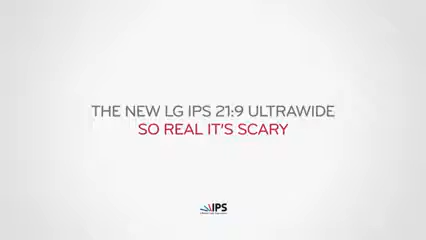 THE NEW LG IPS 21:9 ULTRAWIDE
SO REAL IT'S SCARY
IPS